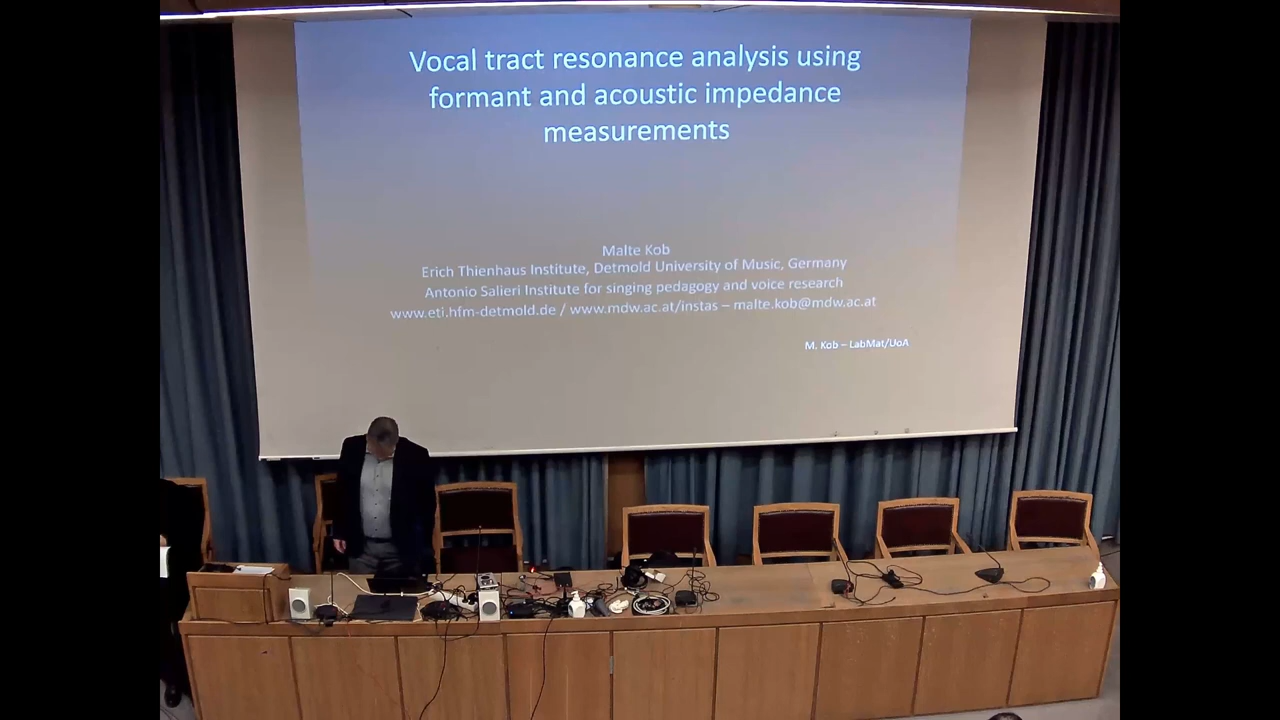 Vocal tract resonance analysis using
formant and acoustic impedance
measurements
Malte Kob
Erich Thienhaus Institute, Detmold University of Music, Germany
Antonio Salieri Institute for singing pedagogy and voice research
www.eti.hfm-detmold.de / www.mdw.ac.at/instas – malte.kob@mdw.ac.at
M. Kob – LabMat/UoA